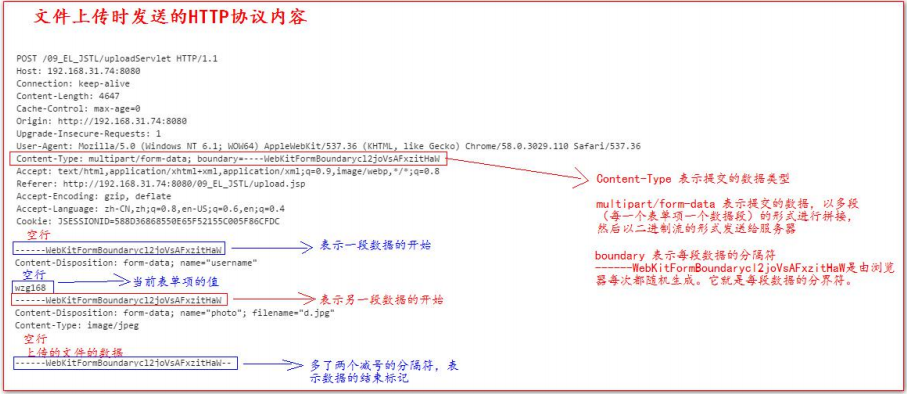 文件上传时发送的HTTP协议内容
POST /09_EL_JSTL/uploadServlet HTTP/1.1
Host: 192.168.31.74:8080
Connection: keep-alive
Content-Length: 4647
Cache-Control: max-age=0
Origin: http://192.168.31.74:8080
Upgrade-Insecure-Requests: 1
User-Agent: Mozilla/5.0 (Windows NT 6.1; WOW64) AppleWebKit/537.36 (KHTML, like Gecko) Chrome/58.0.3029.110 Safari/537.36
Content-Type: multipart/form-data; boundary=----WebKitFormBoundarycl2joVsAFxzitHaW
Accept: text/html,application/xhtml+xml,application/xml;q=0.9,image/webp,*/*;q=0.8
Referer: http://192.168.31.74:8080/09_EL_JSTL/upload.jsp
Accept-Encoding: gzip, deflate
Accept-Language: zh-CN,zh;q=0.8,en-US;q=0.6,en;q=0.4
Cookie: JSESSIONID=588D36868550E65F52155C005F86CFDC
空行
------WebKitFormBoundarycl2joVsAFxzitHaW
表示一段数据的开始
Content-Disposition: form-data; name="username"
空行
wzg168
当前表单项的值
------WebKitFormBoundarycl2joVsAFxzitHaW
表示另一段数据的开始
Content-Disposition: form-data; name="photo"; filename="d.jpg"
Content-Type: image/jpeg
空行
上传的文件的数据
------WebKitFormBoundarycl2joVsAFxzitHaW--
多了两个减号的分隔符，表
示数据的结束标记
Content-Type 表示提交的数据类型
multipart/form-data 表示提交的数据，以多段
（每一个表单项一个数据段）的形式进行拼接，
然后以二进制流的形式发送给服务器
boundary 表示每段数据的分隔符
------WebKitFormBoundarycl2joVsAFxzitHaW是由浏览
器每次都随机生成。它就是每段数据的分界符。